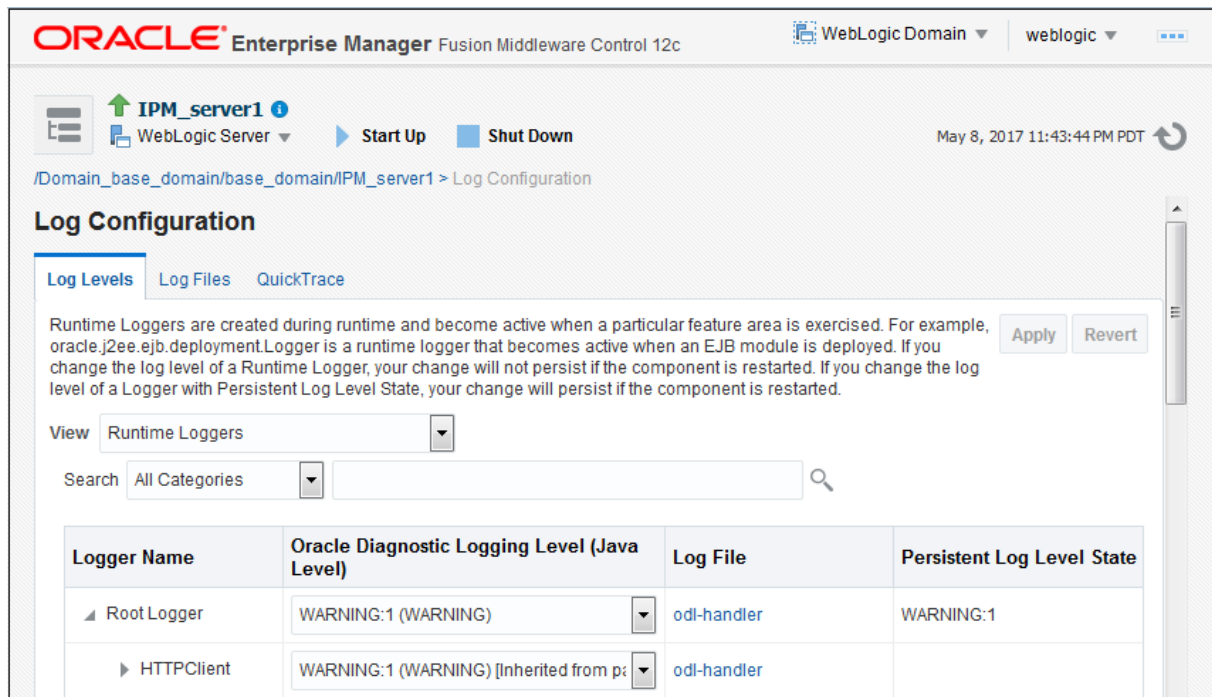 ORACLE Enterprise Manager Fusion Middleware Control 12c
WebLogic Domain
weblogic
IPM_server1
WebLogic Server
Start Up
Shut Down
May 8, 2017 11:43:44 PM PDT
/Domain_base_domain/base_domain/IPM_server1 > Log Configuration
Log Configuration
Log Levels Log Files QuickTrace
Runtime Loggers are created during runtime and become active when a particular feature area is exercised. For example,
oracle.j2ee.ejb.deployment.Logger is a runtime logger that becomes active when an EJB module is deployed. If you
change the log level of a Runtime Logger, your change will not persist if the component is restarted. If you change the log
level of a Logger with Persistent Log Level State, your change will persist if the component is restarted.
Apply Revert
View Runtime Loggers
Search All Categories
Logger Name
Oracle Diagnostic Logging Level (Java
Level)
Log File
Persistent Log Level State
Root Logger WARNING:1 (WARNING) odl-handler WARNING:1
HTTPClient WARNING:1 (WARNING) [Inherited from odl-handler